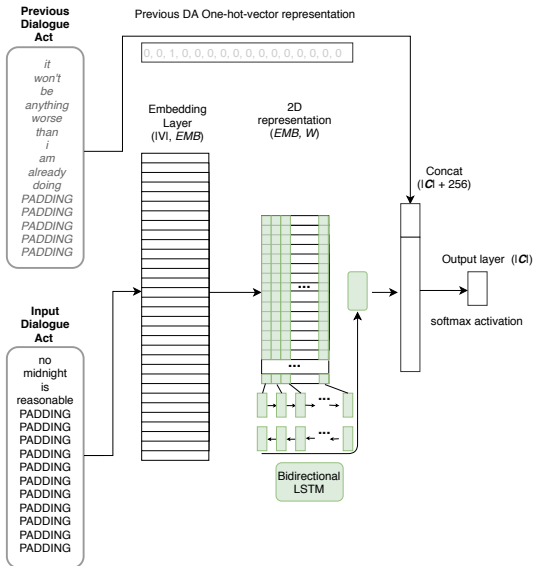 Previous
Dialogue
Act
it
won't
be
anything
worse
than
i
am
already
doing
PADDING
PADDING
PADDING
PADDING
PADDING
Previous DA One-hot-vector representation
0, 0, 1, 0, 0, 0, 0, 0, 0, 0, 0, 0, 0, 0, 0
Embedding
Layer
(|V|, EMB)
2D
representation
(EMB, W)
...
...
...
...
Bidirectional
LSTM
Concat
(|C| + 256)
Output layer (|C|)
softmax activation
Input
Dialogue
Act
no
midnight
is
reasonable
PADDING
PADDING
PADDING
PADDING
PADDING
PADDING
PADDING
PADDING
PADDING
PADDING
PADDING